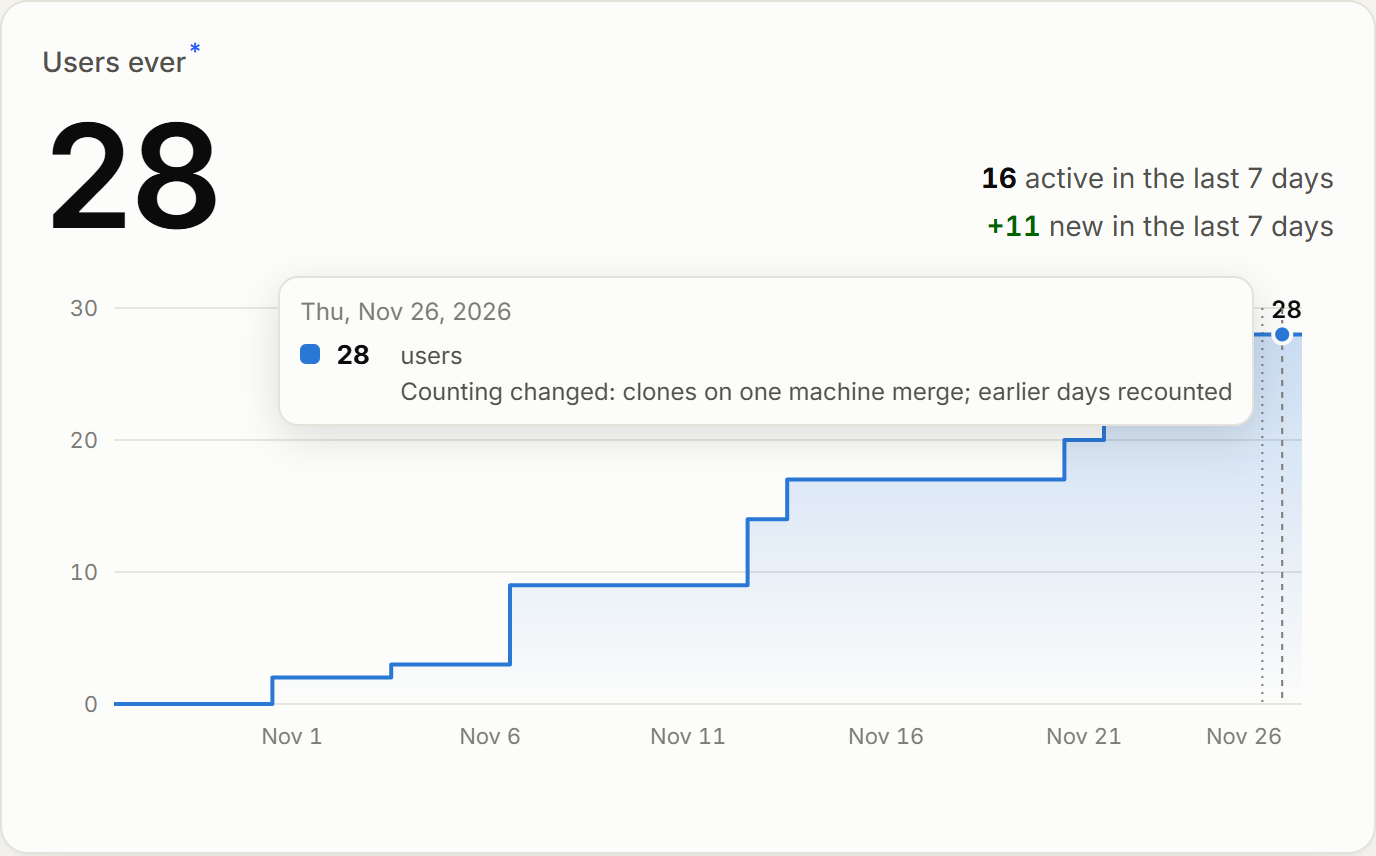 Users ever*
28
16 active in the last 7 days
+11 new in the last 7 days
Thu, Nov 26, 2026
28 users
Counting changed: clones on one machine merge; earlier days recounted
28
30
20
10
0
Nov 1 Nov 6 Nov 11 Nov 16 Nov 21 Nov 26